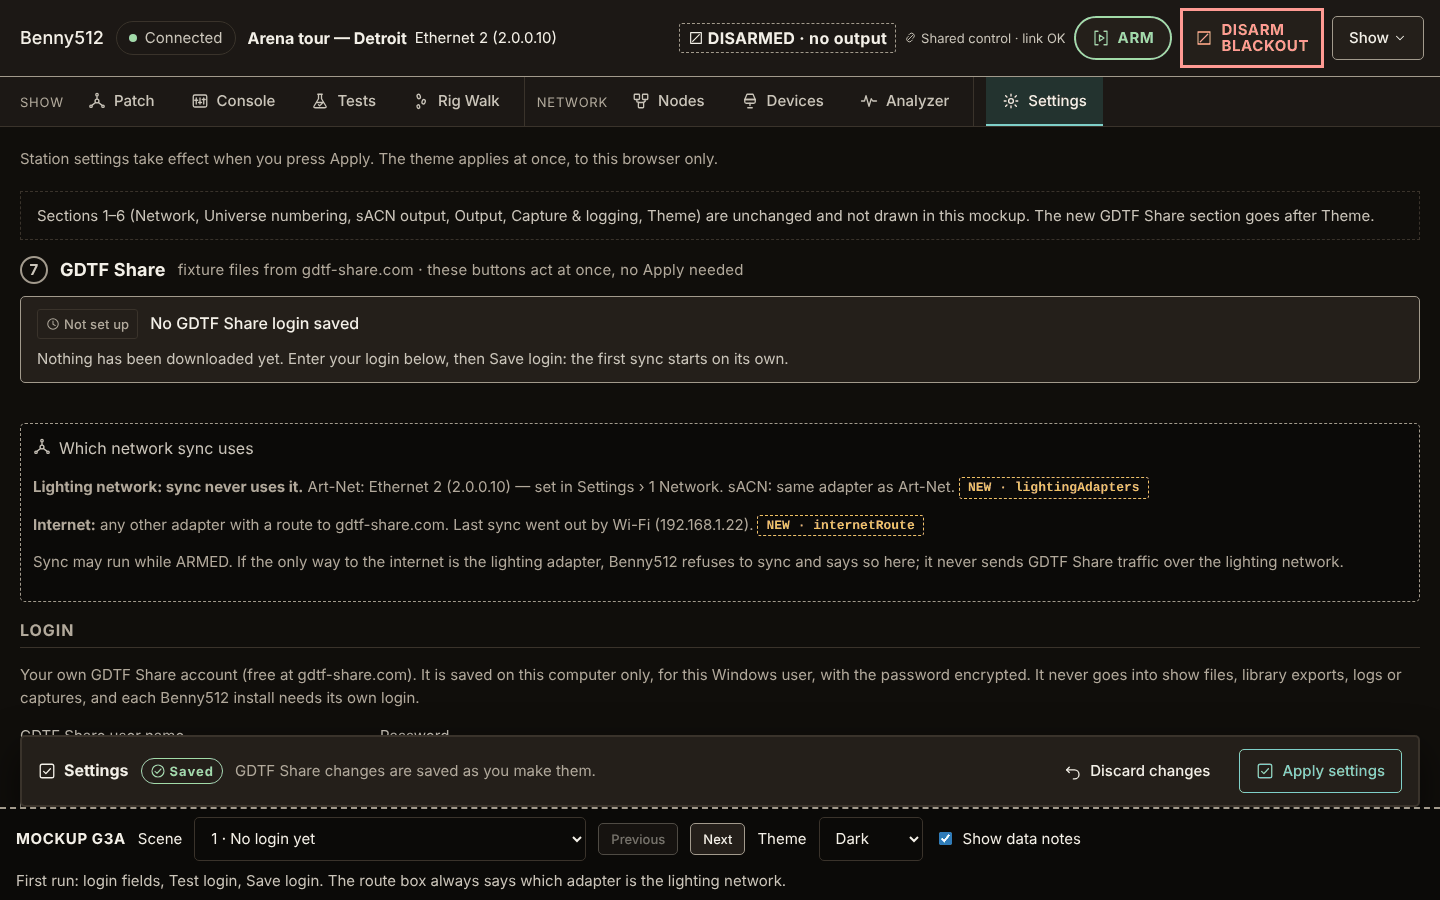 Benny512 Connected Arena tour — Detroit Ethernet 2 (2.0.0.10) DISARMED · no output Shared control · link OK ARM DISARM BLACKOUT Show
SHOW Patch Console Tests Rig Walk NETWORK Nodes Devices Analyzer Settings
Station settings take effect when you press Apply. The theme applies at once, to this browser only.
Sections 1–6 (Network, Universe numbering, sACN output, Output, Capture & logging, Theme) are unchanged and not drawn in this mockup. The new GDTF Share section goes after Theme.
7 GDTF Share fixture files from gdtf-share.com · these buttons act at once, no Apply needed
Not set up No GDTF Share login saved
Nothing has been downloaded yet. Enter your login below, then Save login: the first sync starts on its own.
Which network sync uses
Lighting network: sync never uses it. Art-Net: Ethernet 2 (2.0.0.10) — set in Settings › 1 Network. sACN: same adapter as Art-Net. NEW · lightingAdapters
Internet: any other adapter with a route to gdtf-share.com. Last sync went out by Wi-Fi (192.168.1.22). NEW · internetRoute
Sync may run while ARMED. If the only way to the internet is the lighting adapter, Benny512 refuses to sync and says so here; it never sends GDTF Share traffic over the lighting network.
LOGIN
Your own GDTF Share account (free at gdtf-share.com). It is saved on this computer only, for this Windows user, with the password encrypted. It never goes into show files, library exports, logs or
captures, and each Benny512 install needs its own login.
GDTF Share user name Password
Settings Saved GDTF Share changes are saved as you make them. Discard changes Apply settings
MOCKUP G3A Scene 1 · No login yet Previous Next Theme Dark Show data notes
First run: login fields, Test login, Save login. The route box always says which adapter is the lighting network.